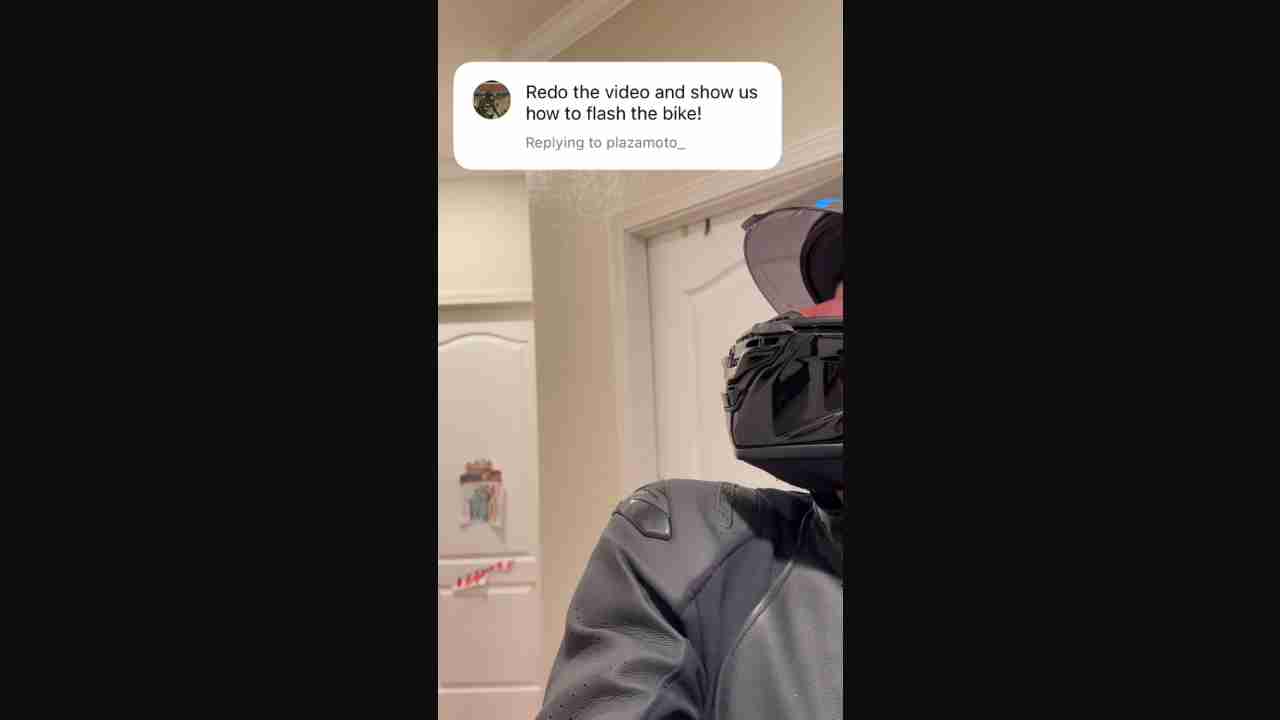 Redo the video and show us
how to flash the bike!
Replying to plazamoto_